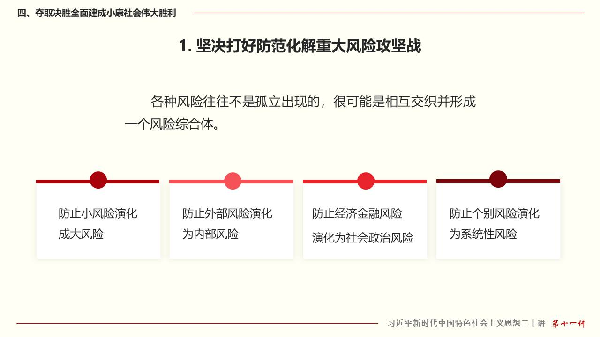 四、夺取决胜全面建成小康社会伟大胜利
1. 坚决打好防范化解重大风险攻坚战
各种风险往往不是孤立出现的，很可能是相互交织并形成
一个风险综合体。
防止小风险演化
成大风险
防止外部风险演化
为内部风险
防止经济金融风险
演化为社会政治风险
防止个别风险演化
为系统性风险
习近平新时代中国特色社会主义思想三十讲 第十一讲